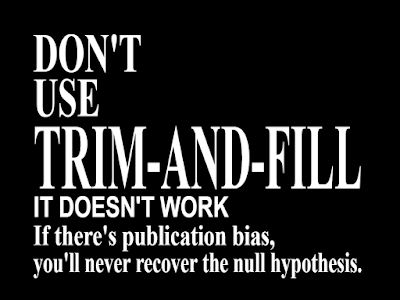 DON'T
USE
TRIM-AND-FILL
IT DOESN'T WORK
If there's publication bias,
you'll never recover the null hypothesis.